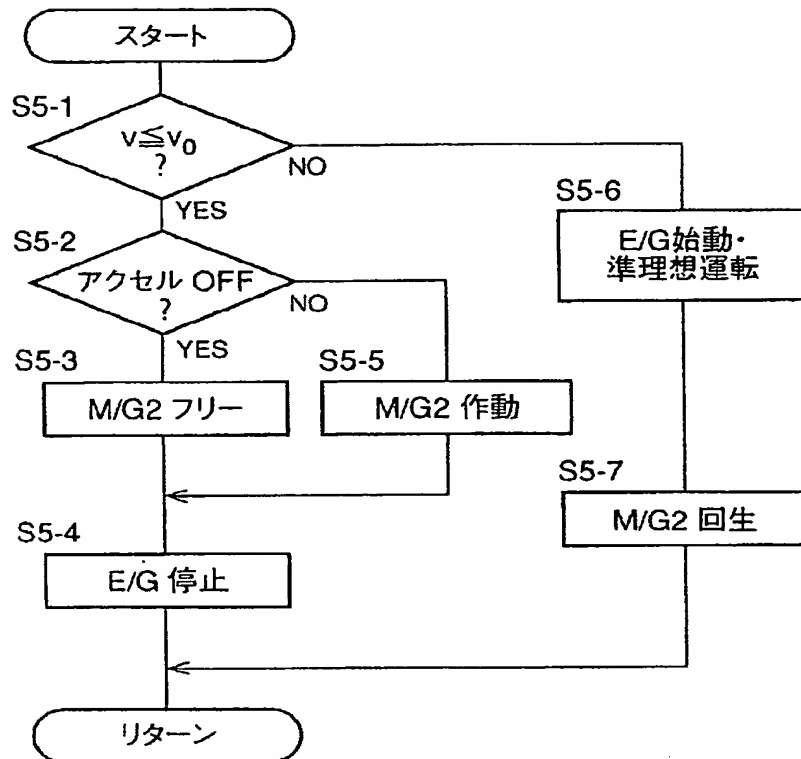 スタート
S5-1
v≦v0
?
NO
YES
S5-2
アクセル OFF
?
NO
YES
S5-3
M/G2 フリー
S5-5
M/G2 作動
S5-4
E/G 停止
S5-6
E/G始動・
準理想運転
S5-7
M/G2 回生
リターン